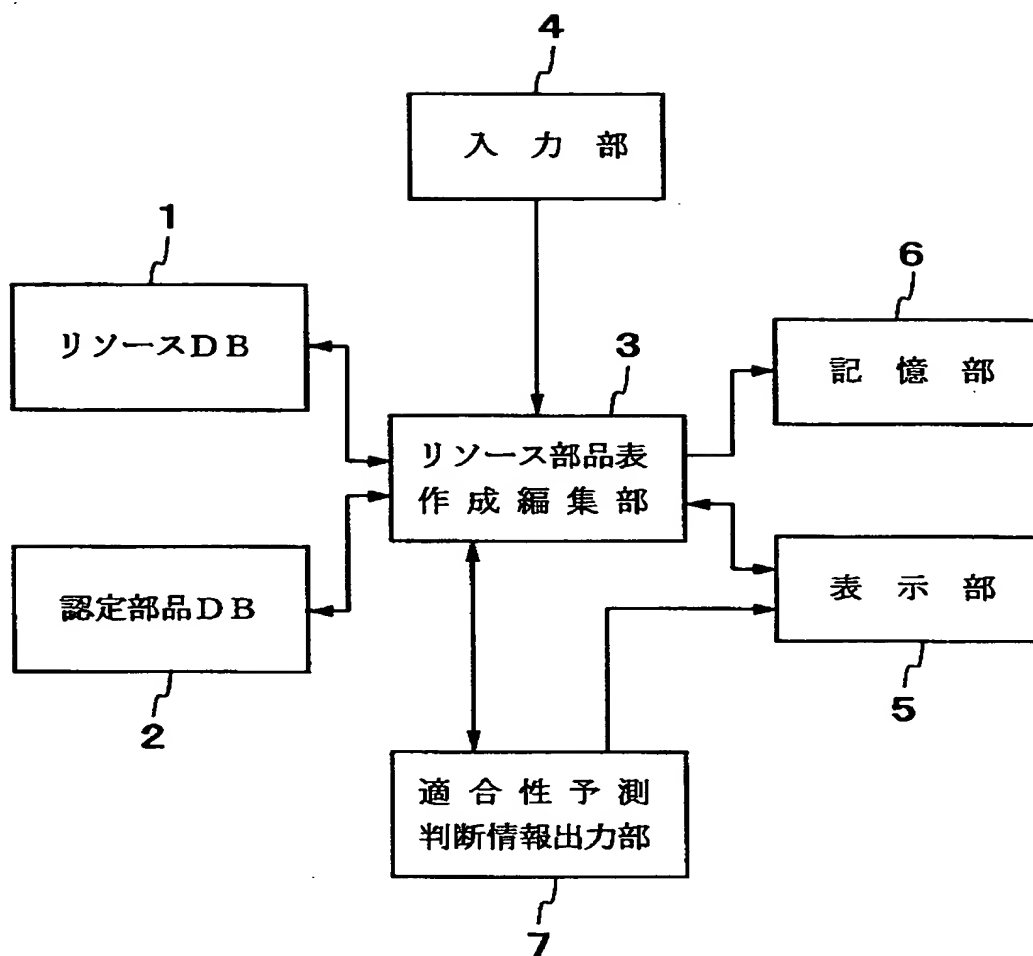 4
入力部
1
リソースDB
6
記憶部
3
リソース部品表
作成編集部
認定部品DB
2
表示部
5
適合性予測
判断情報出力部
7